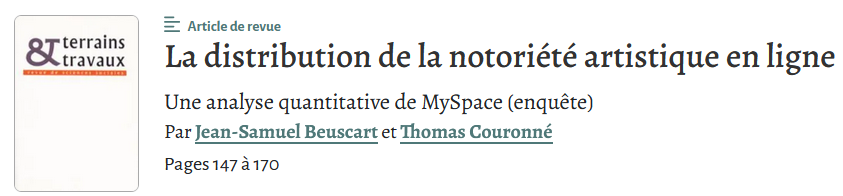 & terrains
travaux
revue de sciences sociales
Article de revue
La distribution de la notoriété artistique en ligne
Une analyse quantitative de MySpace (enquête)
Par Jean-Samuel Beuscart et Thomas Couronné
Pages 147 à 170